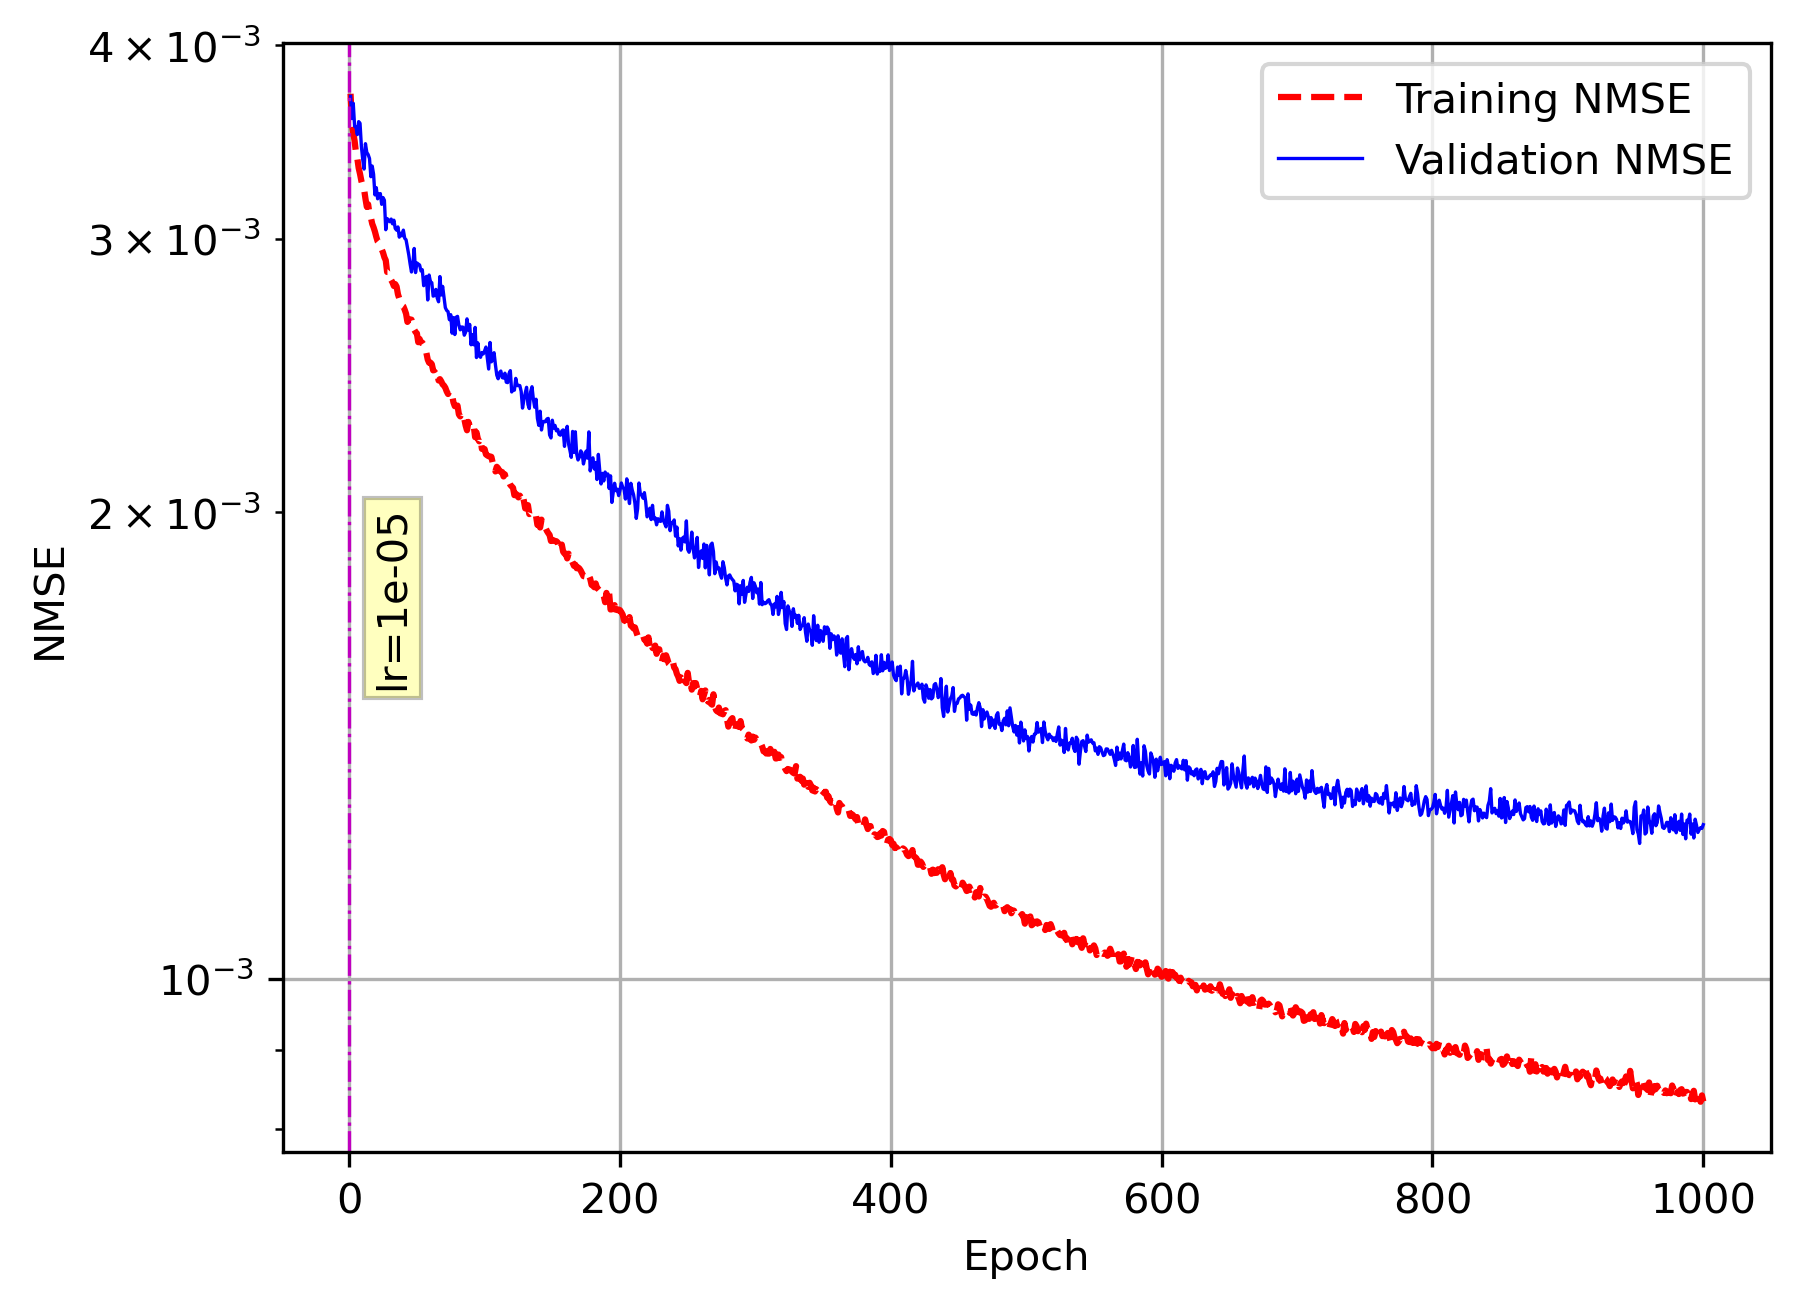 4 × 10⁻³
3 × 10⁻³
2 × 10⁻³
10⁻³
NMSE
lr=1e-05
Training NMSE
Validation NMSE
0
200
400
600
800
1000
Epoch